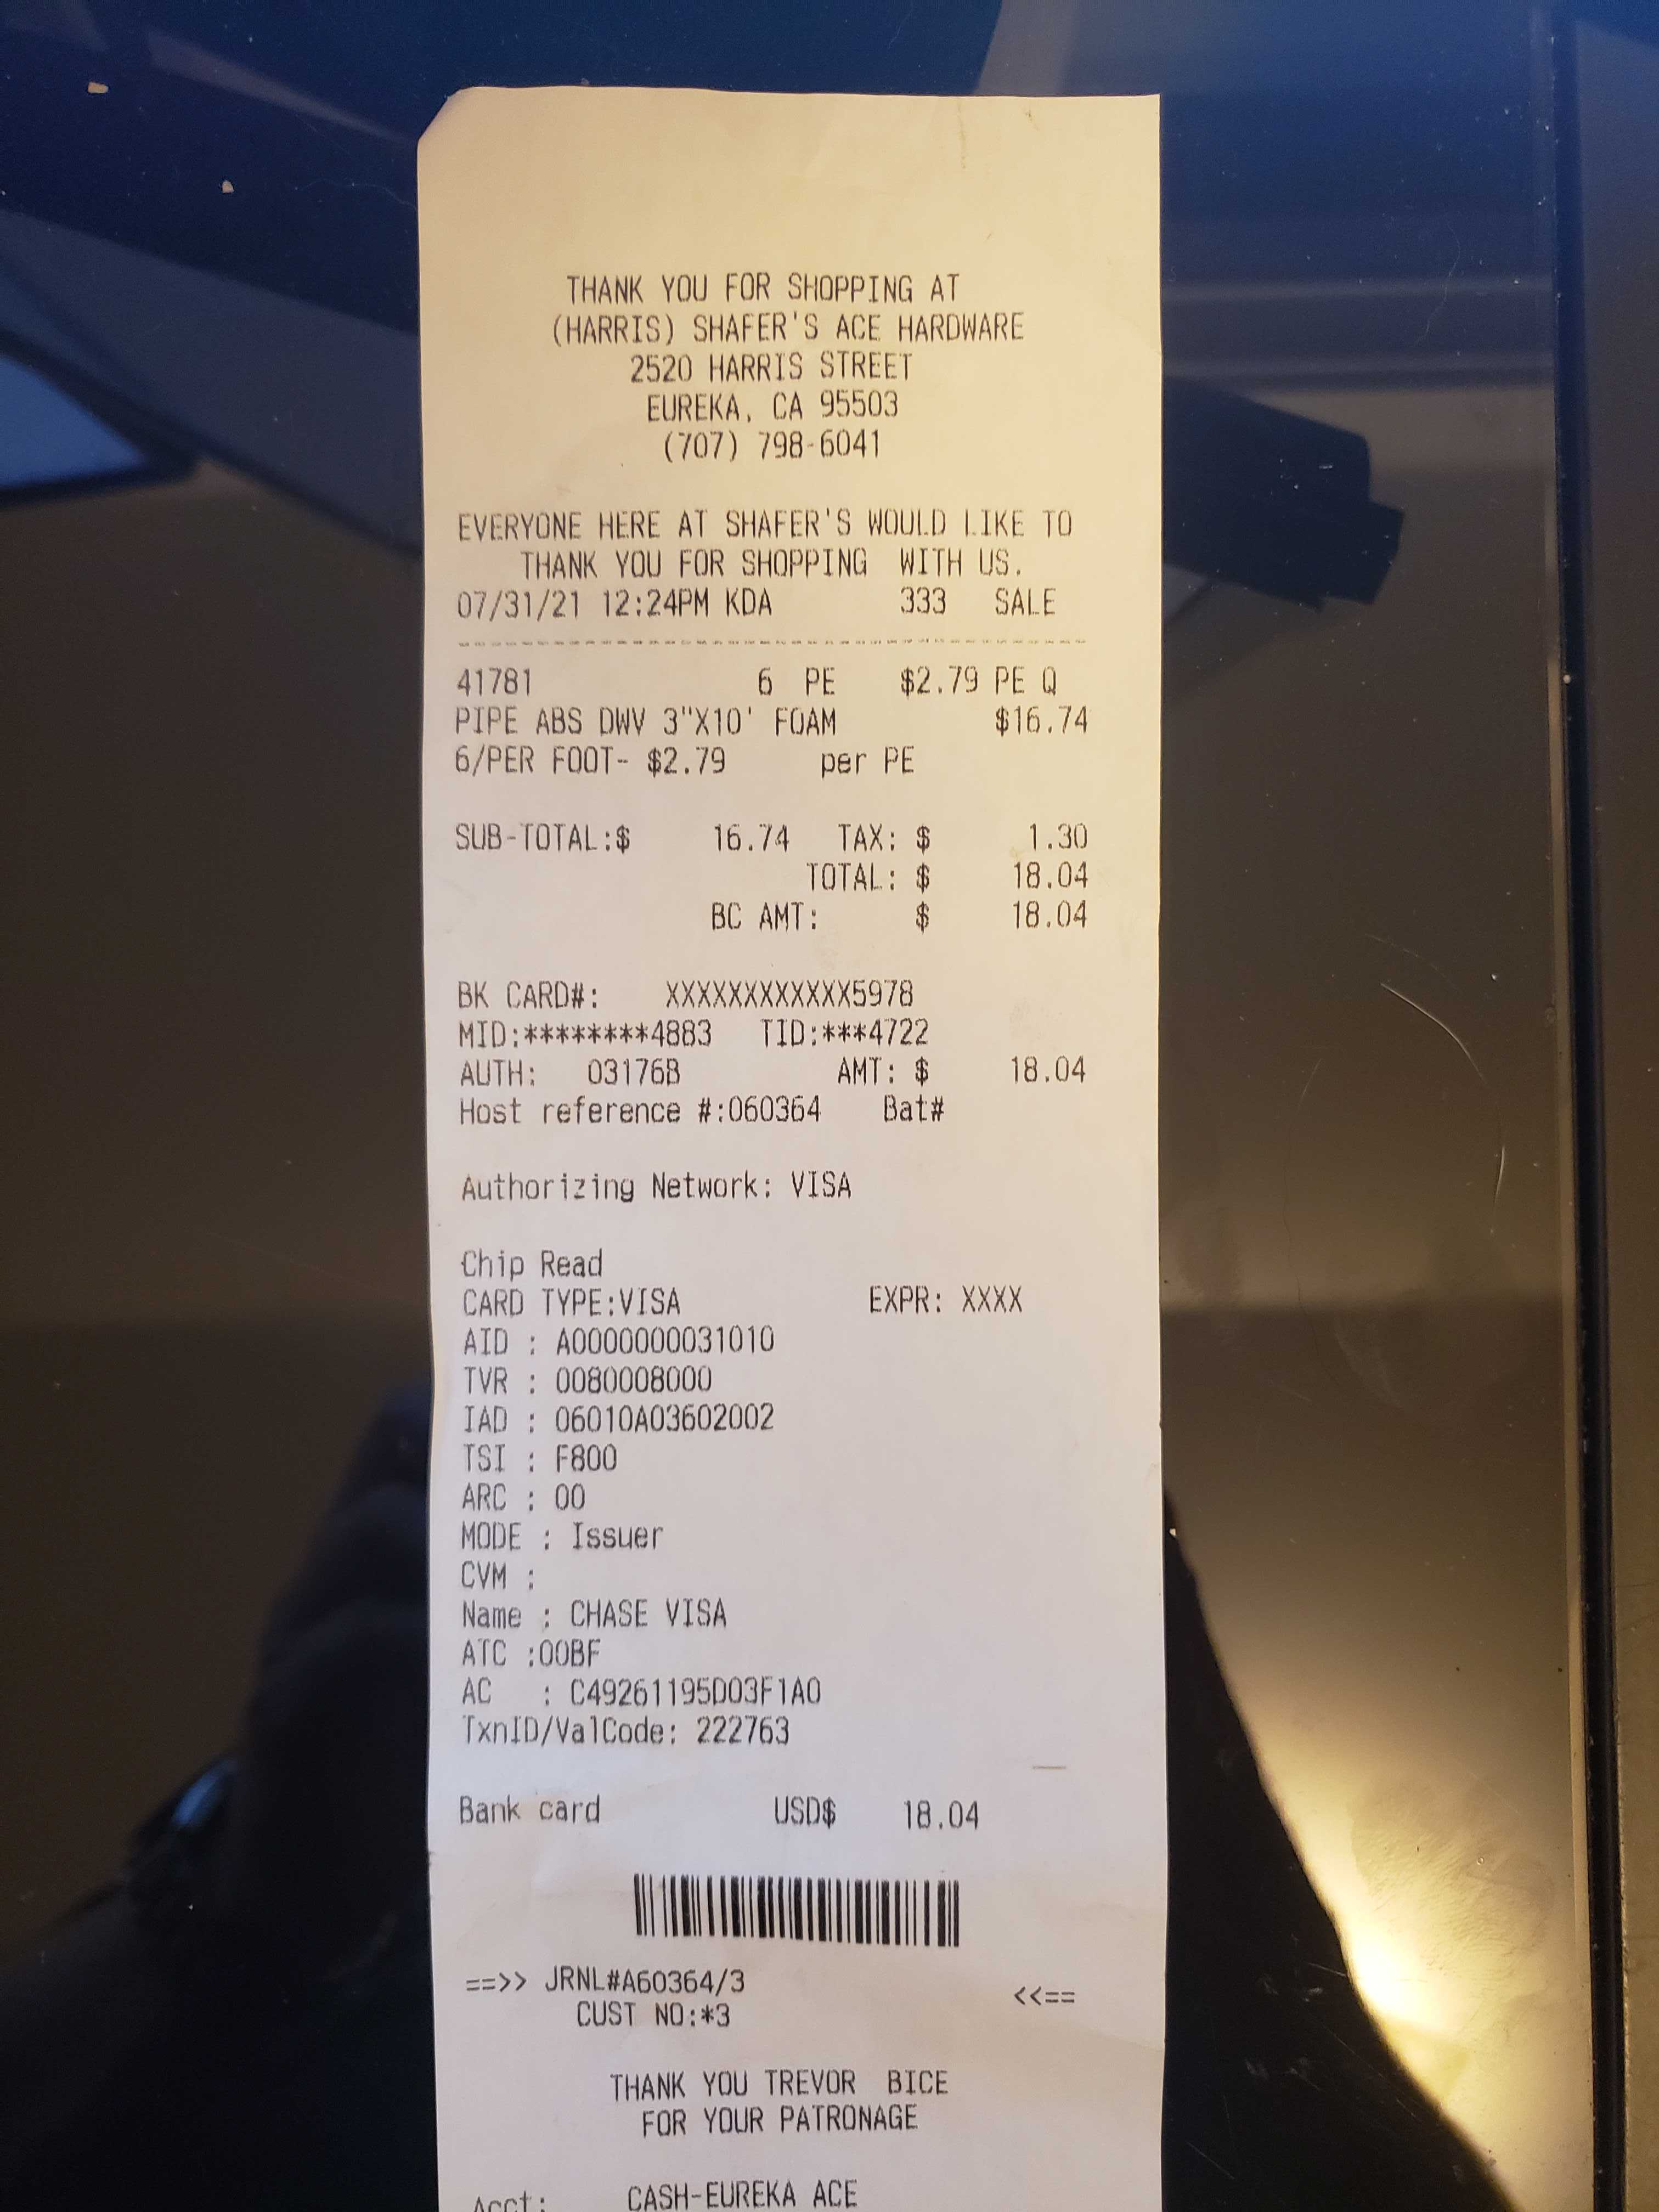 THANK YOU FOR SHOPPING AT
(HARRIS) SHAFER'S ACE HARDWARE
2520 HARRIS STREET
EUREKA, CA 95503
(707) 798-6041
EVERYONE HERE AT SHAFER'S WOULD LIKE TO
THANK YOU FOR SHOPPING WITH US.
07/31/21 12:24PM KDA 333 SALE
41781 6 PE $2.79 PE Q
PIPE ABS DWV 3"X10' FOAM $16.74
6/PER FOOT- $2.79 per PE
SUB-TOTAL:$ 16.74 TAX: $ 1.30
TOTAL: $ 18.04
BC AMT: $ 18.04
BK CARD#: XXXXXXXXXXXX5978
MID:********4883 TID:***4722
AUTH: 03176B AMT: $ 18.04
Host reference #:060364 Bat#
Authorizing Network: VISA
Chip Read
CARD TYPE:VISA EXPR: XXXX
AID : A0000000031010
TVR : 0080008000
IAD : 06010A03602002
TSI : F800
ARC : 00
MODE : Issuer
CVM :
Name : CHASE VISA
ATC :00BF
AC : C49261195D03F1A0
TxnID/ValCode: 222763
Bank card USD$ 18.04
==>> JRNL#A60364/3 <<==
CUST NO:*3
THANK YOU TREVOR BICE
FOR YOUR PATRONAGE
Acct: CASH-EUREKA ACE